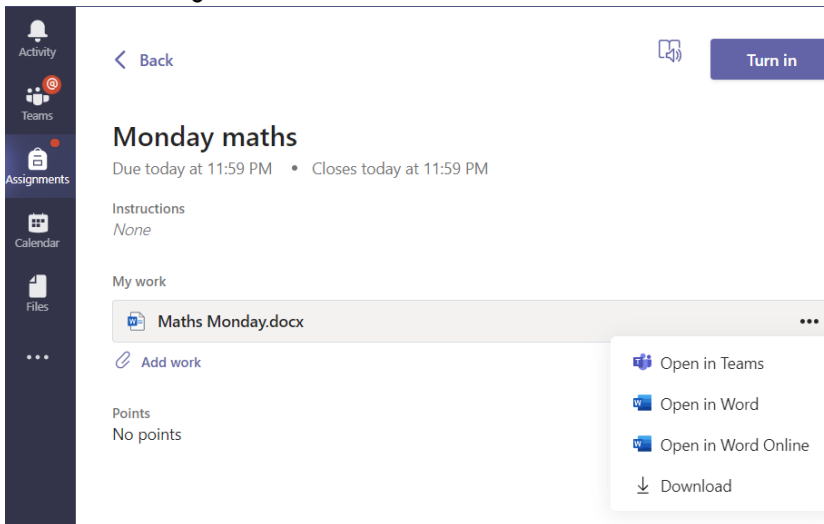 Activity
Back
Turn in
@
Teams
Monday maths
Due today at 11:59 PM • Closes today at 11:59 PM
Assignments
Instructions
None
Calendar
My work
Files
Maths Monday.docx
Add work
Open in Teams
Points
Open in Word
No points
Open in Word Online
Download